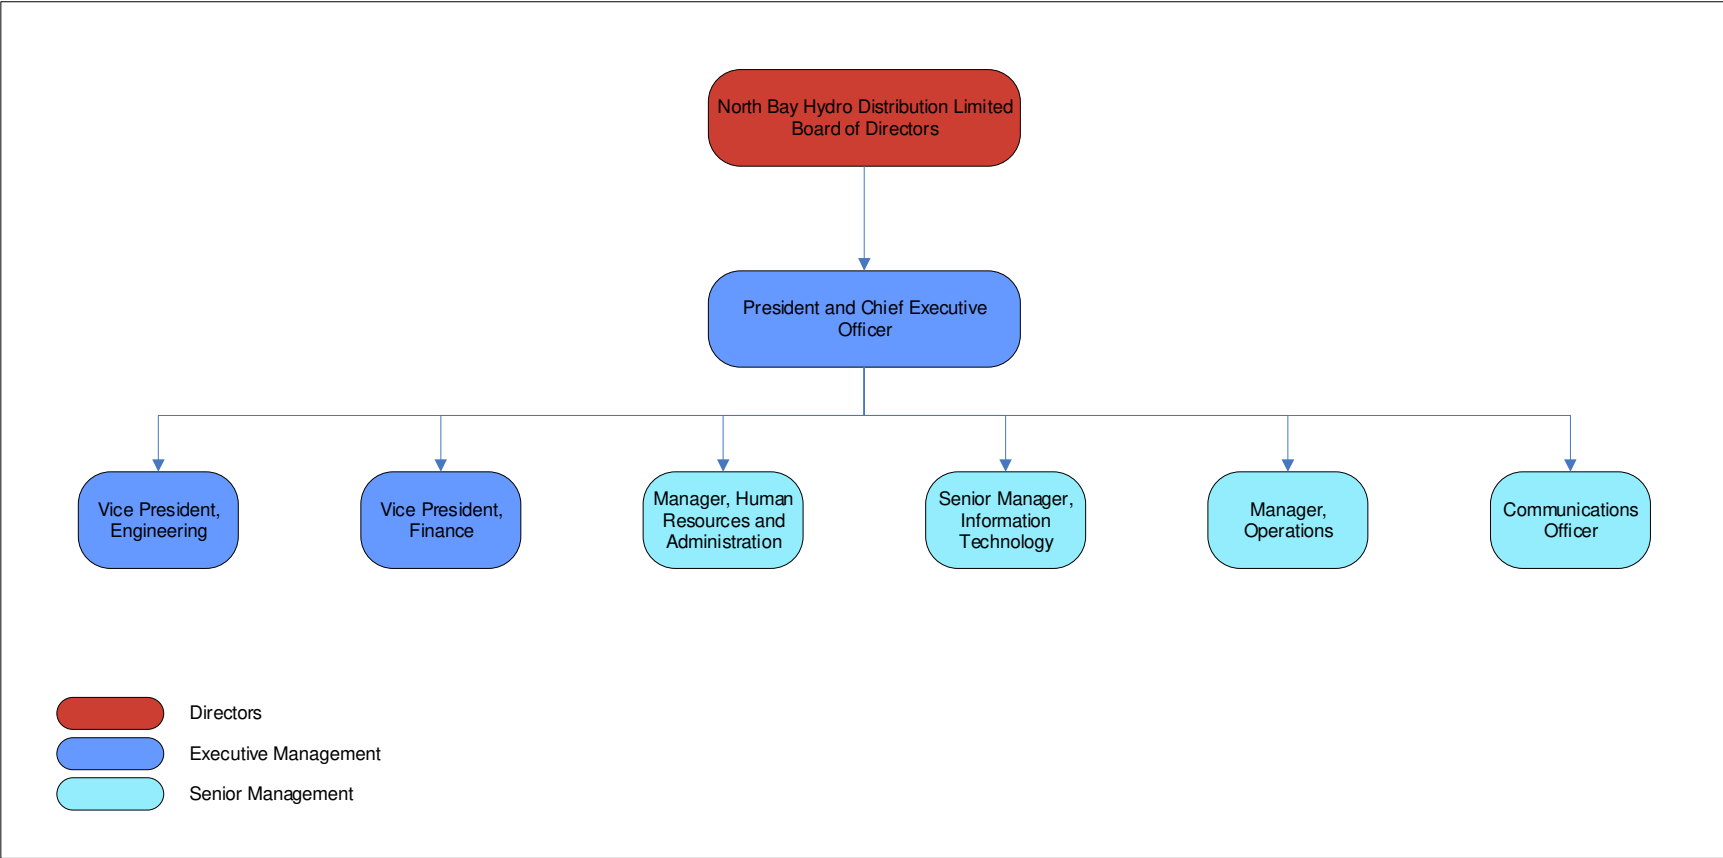 North Bay Hydro Distribution Limited
Board of Directors
President and Chief Executive
Officer
Vice President,
Engineering
Vice President,
Finance
Manager, Human
Resources and
Administration
Senior Manager,
Information
Technology
Manager,
Operations
Communications
Officer
Directors
Executive Management
Senior Management